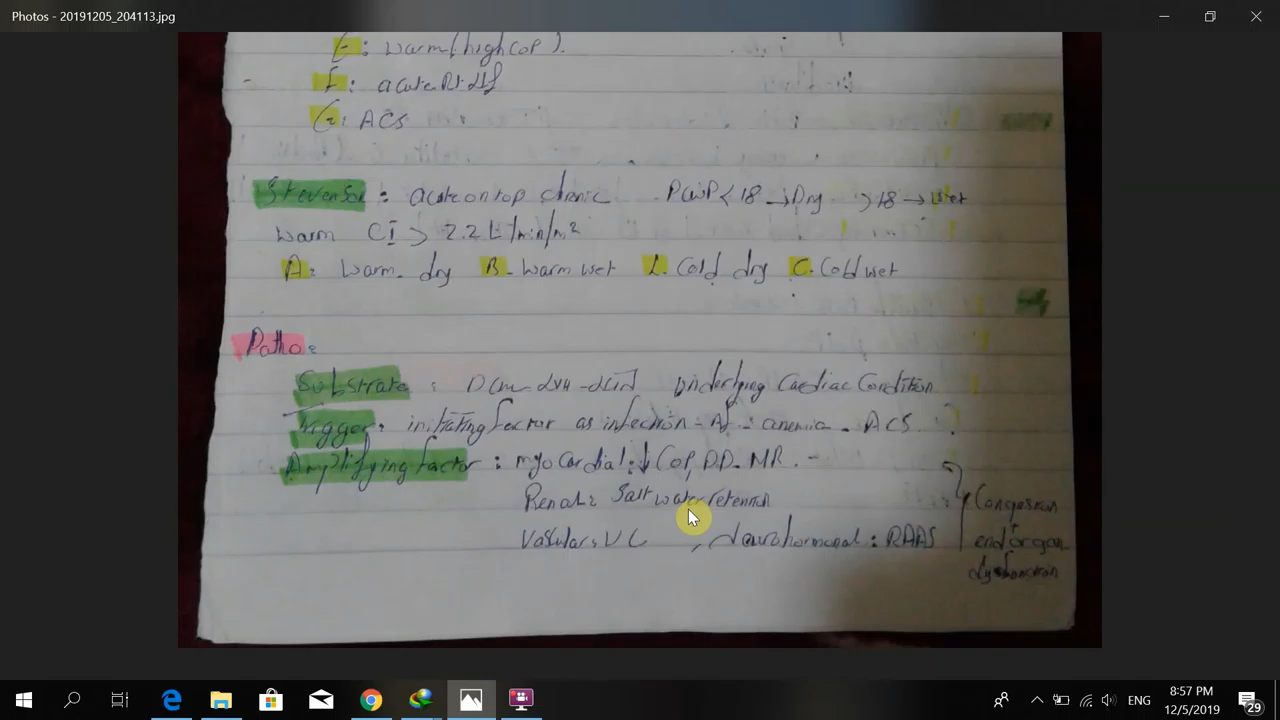 Photos - 20191205_204113.jpg
E: warm (high COP).
F: acute Rt HF
G: ACS
Stevenson: acute on top chronic PCWP < 18 → Dry > 18 → Wet
Warm CI > 2.2 L/min/m²
A: Warm - dry B - Warm wet L. Cold dry C. Cold wet
Patho:
Substrate: DCM - LVH - Underlying Cardiac Condition
Trigger: initiating factor as infection - AF - anemia - ACS.
Amplifying factor: myocardial: ↓ COP, DD - MR. -
Renal: Salt water retention
Vascular: VC, Neurohormonal: RAAS
Congestion
↑
end organ
dysfunction
ENG
8:57 PM
12/5/2019
29